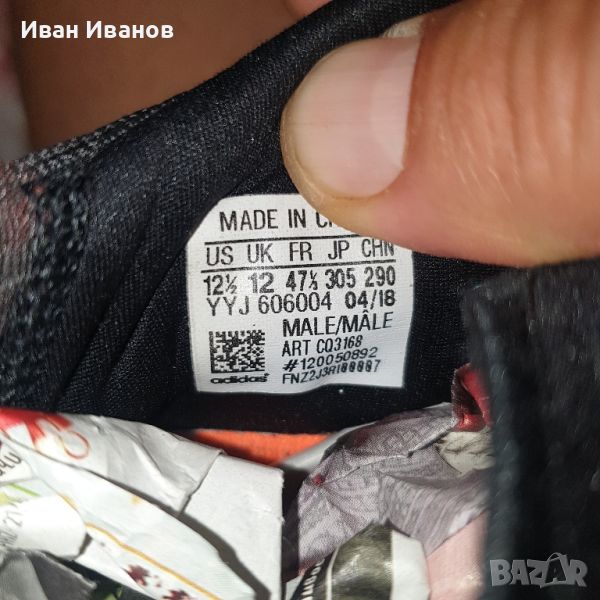 Иван Иванов
MADE IN
US UK FR JP CHN
12½ 12 47⅓ 305 290
YYJ 606004 04/18
MALE/MÂLE
ART CQ3168
#120050892
adidas
BAZAR